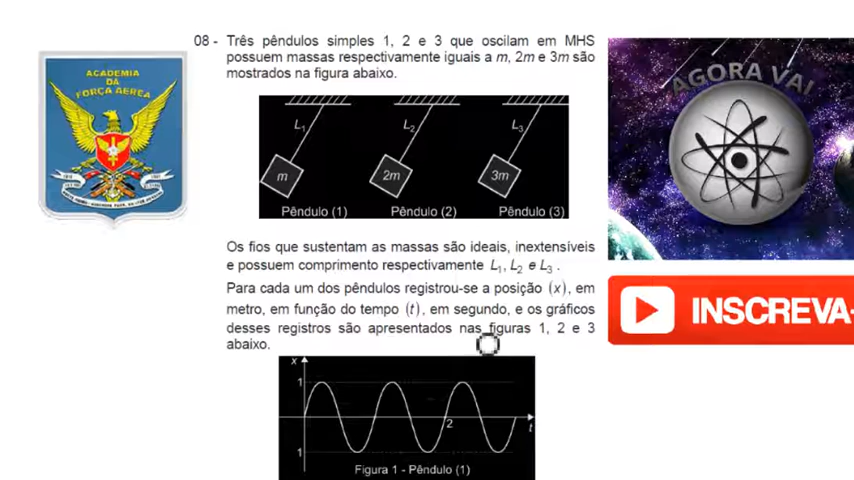 08 - Três pêndulos simples 1, 2 e 3 que oscilam em MHS
possuem massas respectivamente iguais a m, 2m e 3m são
mostrados na figura abaixo.
ACADEMIA
DA
FORÇA AÉREA
AGORA VAI
L1 L2 L3
m 2m 3m
Pêndulo (1) Pêndulo (2) Pêndulo (3)
Os fios que sustentam as massas são ideais, inextensíveis
e possuem comprimento respectivamente L1, L2 e L3 .
Para cada um dos pêndulos registrou-se a posição (x), em
metro, em função do tempo (t), em segundo, e os gráficos
desses registros são apresentados nas figuras 1, 2 e 3
abaixo.
INSCREVA-
x
1
2
t
1
Figura 1 - Pêndulo (1)